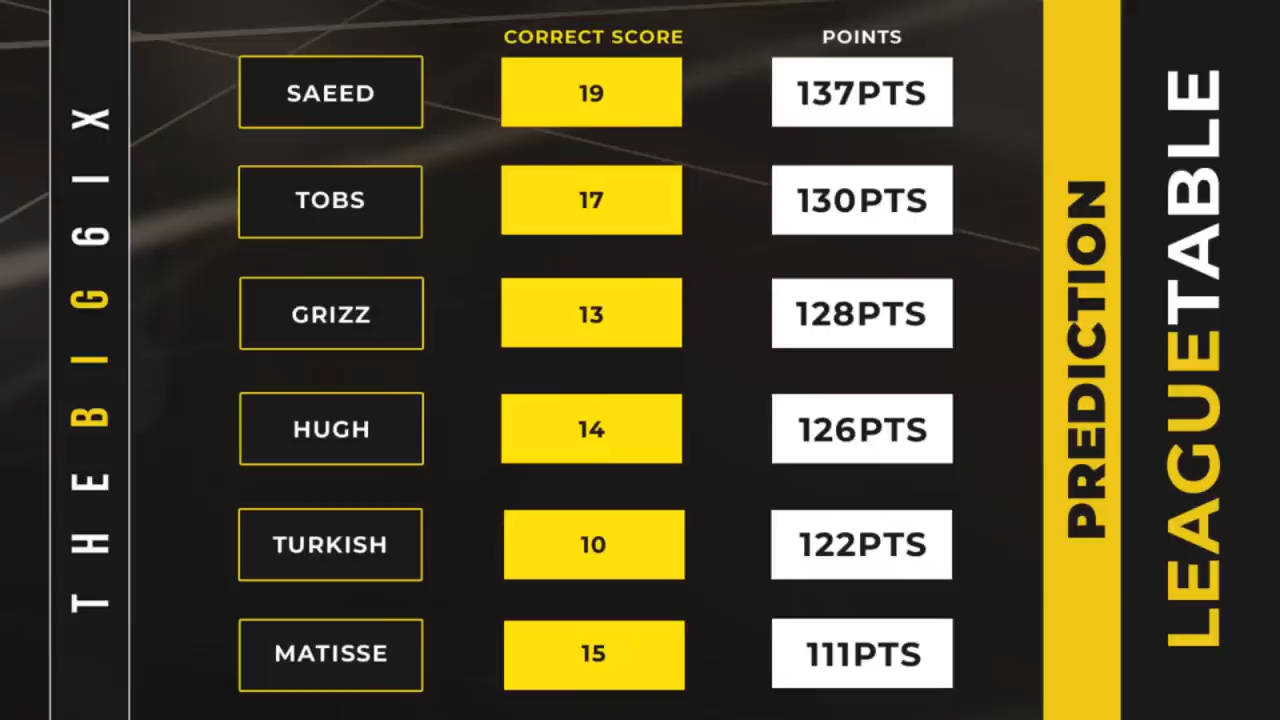 THE BIG 6IX
CORRECT SCORE POINTS
SAEED 19 137PTS
TOBS 17 130PTS
GRIZZ 13 128PTS
HUGH 14 126PTS
TURKISH 10 122PTS
MATISSE 15 111PTS
PREDICTION
LEAGUETABLE